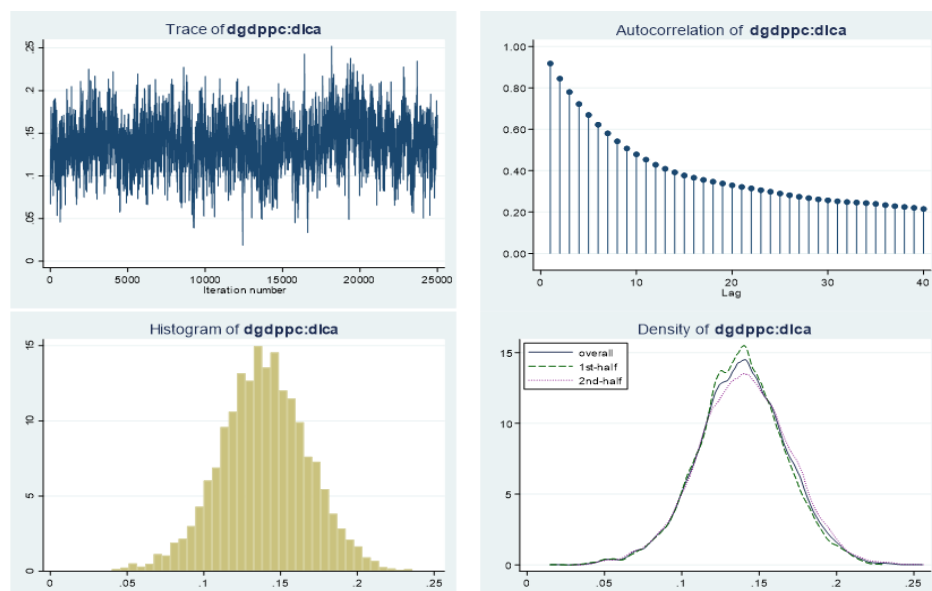 Trace of dgdppc:dlca
.25
.2
.15
.1
.05
0
0 5000 10000 15000 20000 25000
Iteration number
Autocorrelation of dgdppc:dlca
1.00
0.80
0.60
0.40
0.20
0.00
0 10 20 30 40
Lag
Histogram of dgdppc:dlca
15
10
5
0
0 .05 .1 .15 .2 .25
Density of dgdppc:dlca
overall
1st-half
2nd-half
15
10
5
0
0 .05 .1 .15 .2 .25